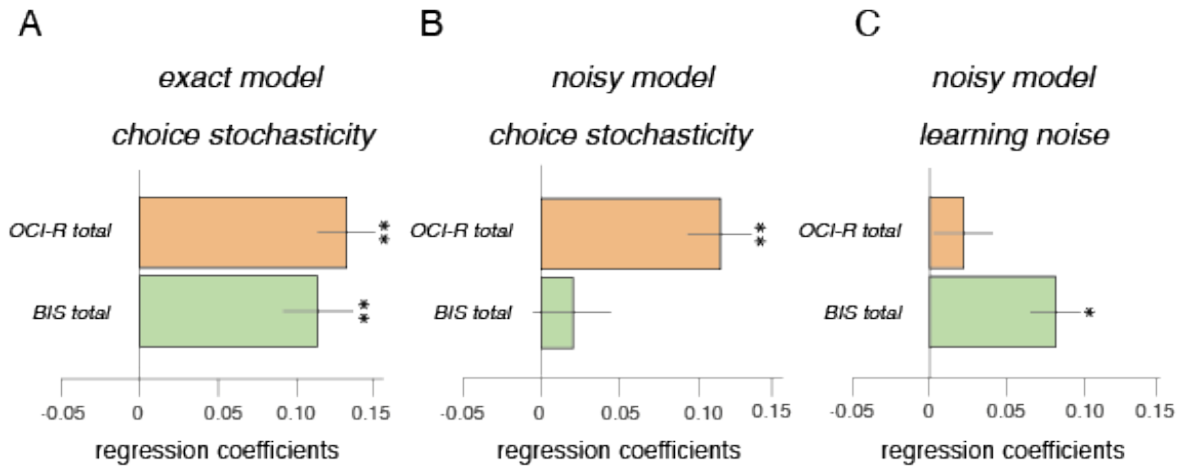 A
exact model
choice stochasticity
OCI-R total
**
BIS total
**
-0.05 0 0.10 0.15
regression coefficients
B
noisy model
choice stochasticity
OCI-R total
**
BIS total
-0.05 0 0.05 0.10 0.15
regression coefficients
C
noisy model
learning noise
OCI-R total
BIS total
*
-0.05 0 0.05 0.10 0.15
regression coefficients